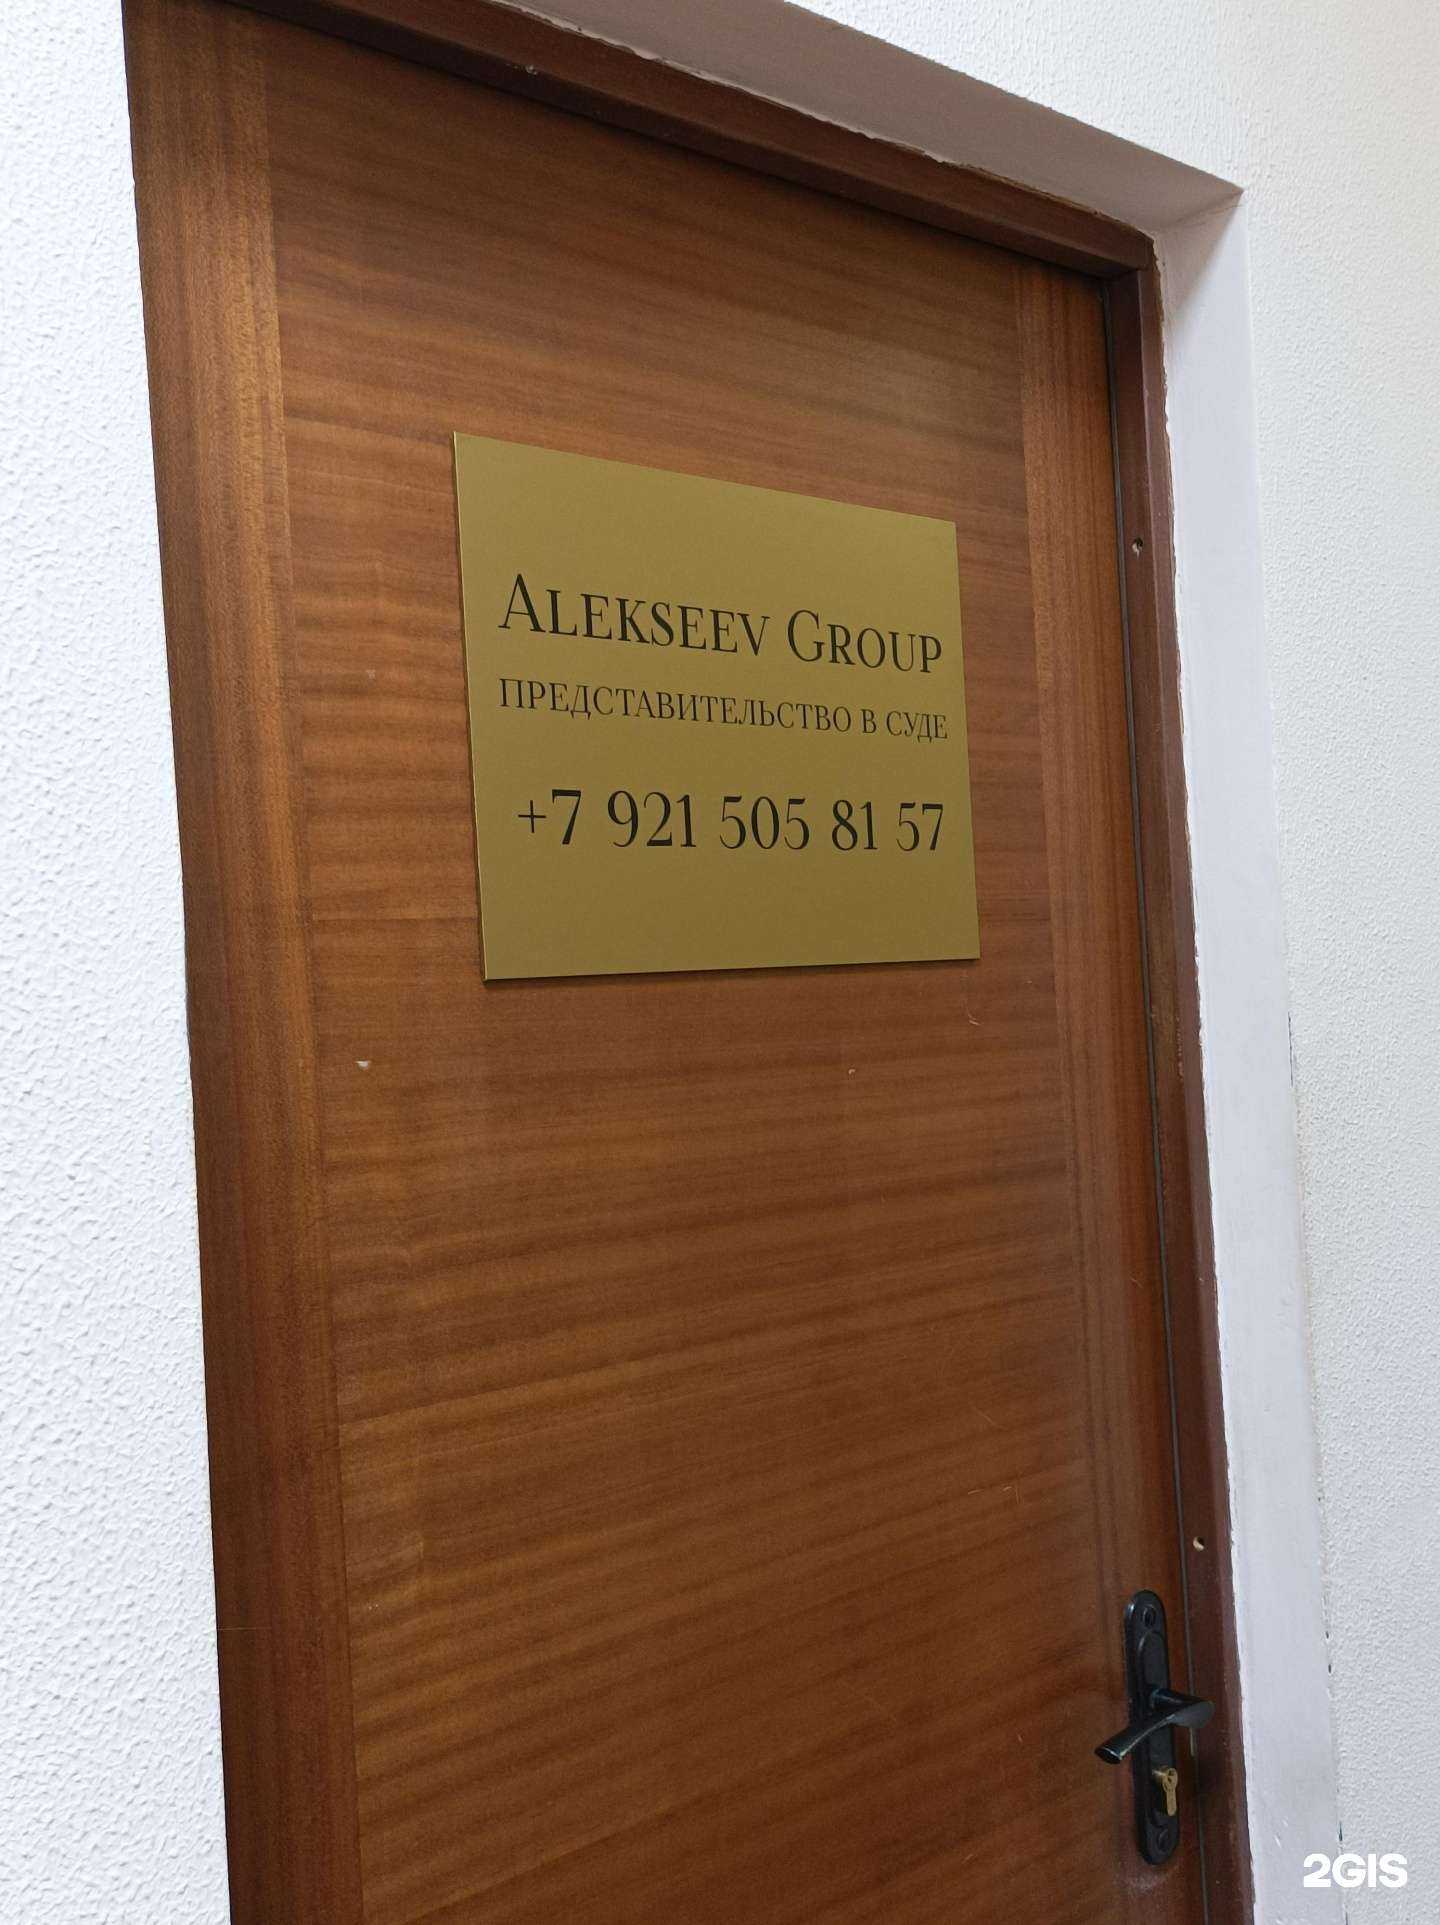 Alekseev Group
ПРЕДСТАВИТЕЛЬСТВО В СУДЕ
+7 921 505 81 57
2GIS